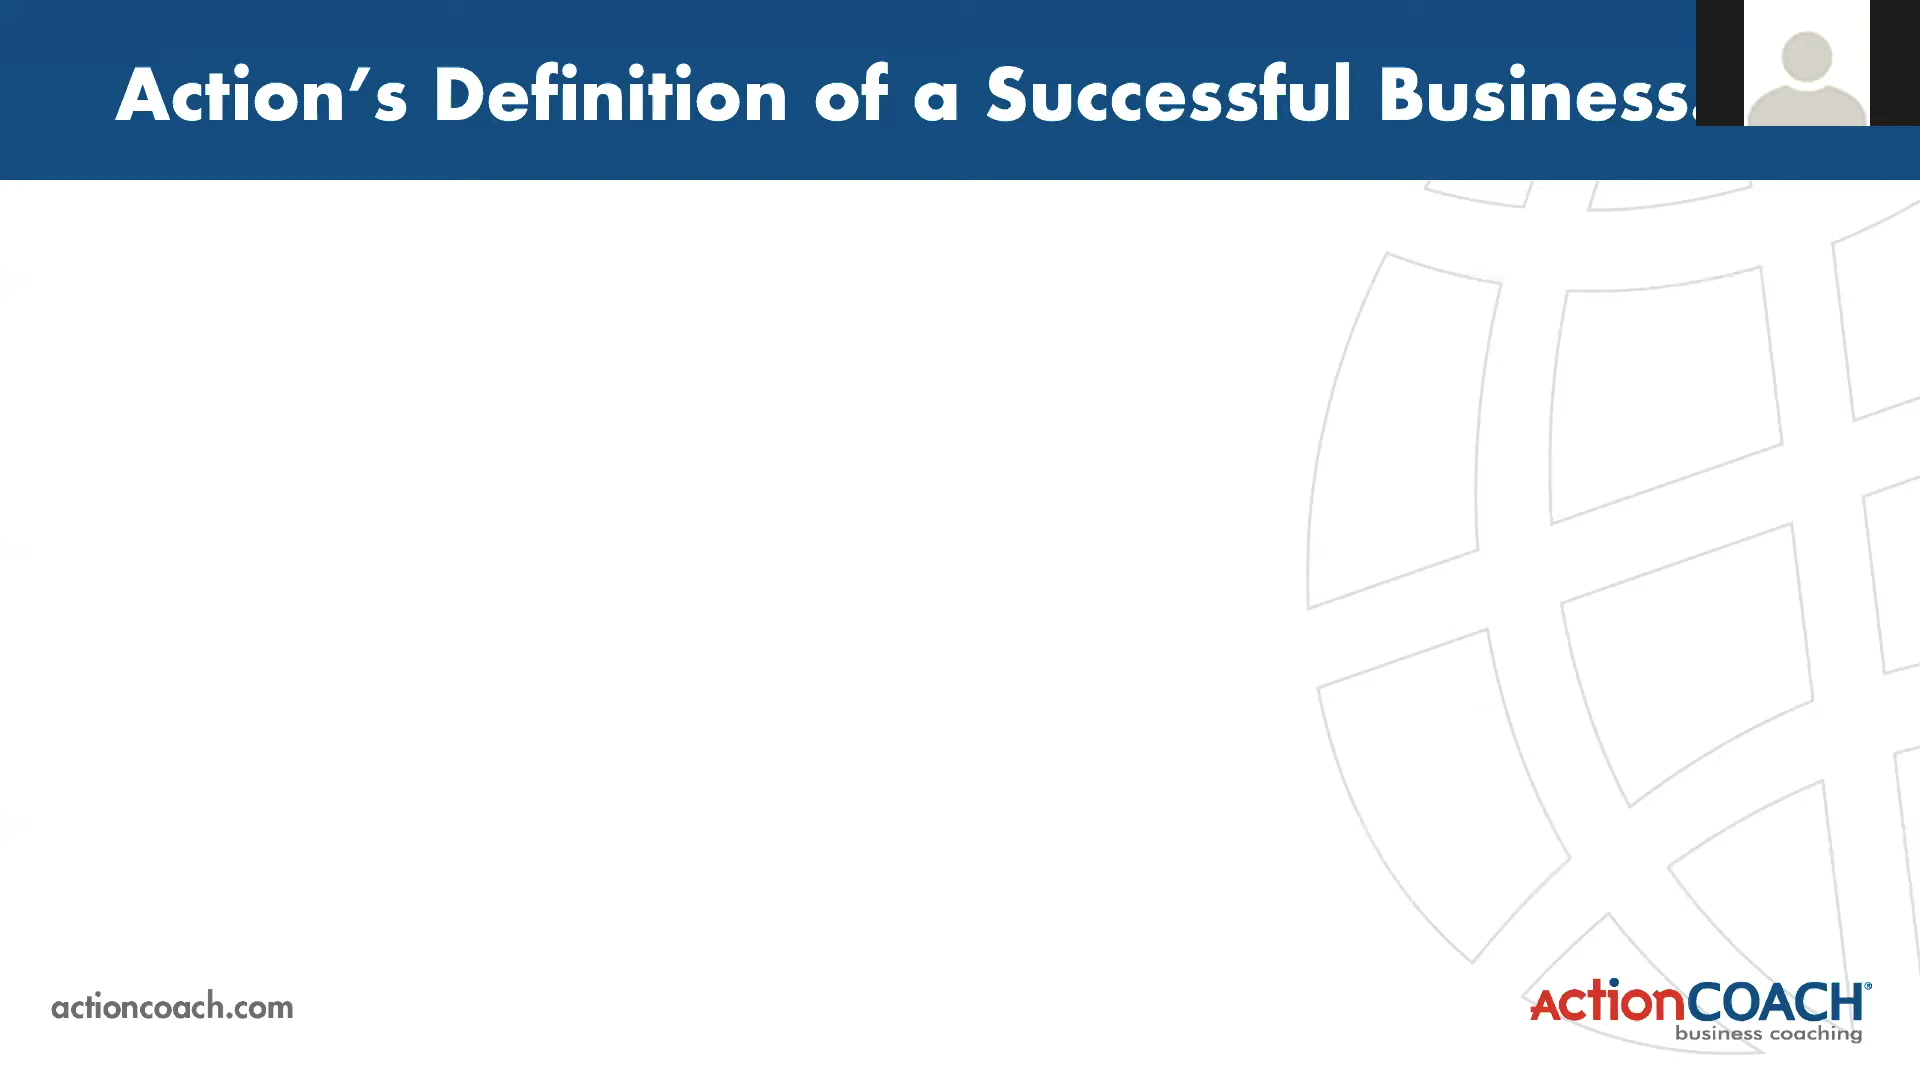 Action’s Definition of a Successful Business.
actioncoach.com
ActionCOACH®
business coaching